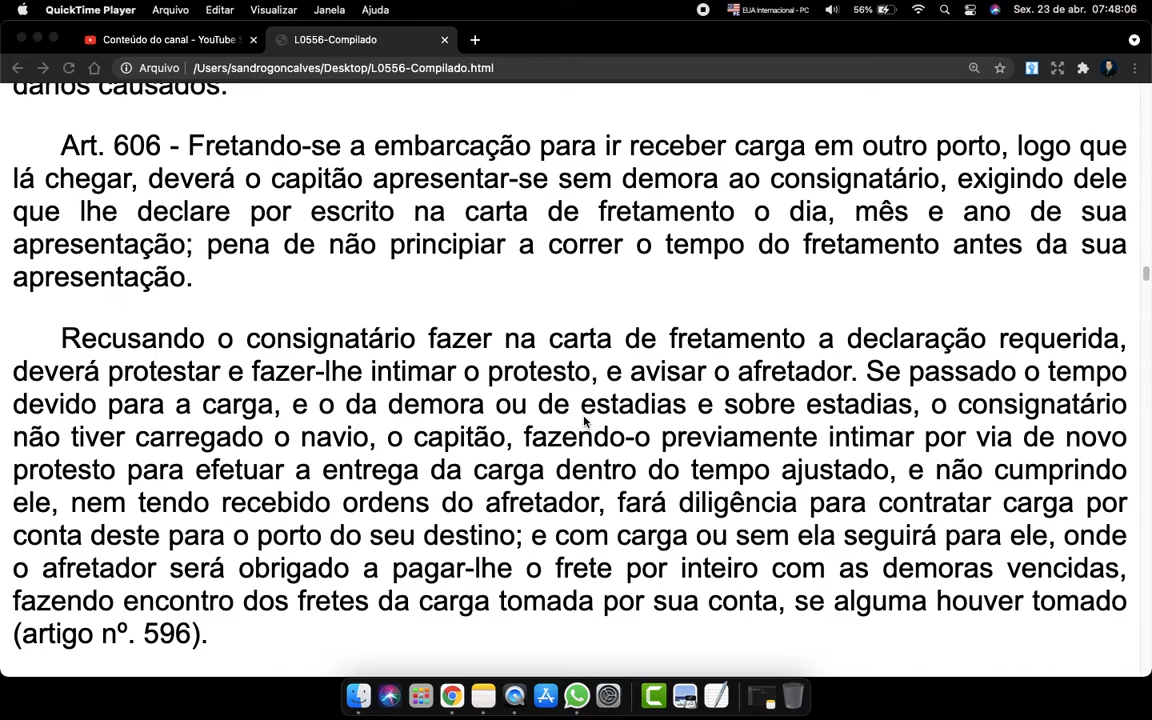 QuickTime Player Arquivo Editar Visualizar Janela Ajuda EUA Internacional - PC 56% Sex. 23 de abr. 07:48:06
Conteúdo do canal - YouTube L0556-Compilado
Arquivo /Users/sandrogoncalves/Desktop/L0556-Compilado.html
danos causados.
Art. 606 - Fretando-se a embarcação para ir receber carga em outro porto, logo que
lá chegar, deverá o capitão apresentar-se sem demora ao consignatário, exigindo dele
que lhe declare por escrito na carta de fretamento o dia, mês e ano de sua
apresentação; pena de não principiar a correr o tempo do fretamento antes da sua
apresentação.
Recusando o consignatário fazer na carta de fretamento a declaração requerida,
deverá protestar e fazer-lhe intimar o protesto, e avisar o afretador. Se passado o tempo
devido para a carga, e o da demora ou de estadias e sobre estadias, o consignatário
não tiver carregado o navio, o capitão, fazendo-o previamente intimar por via de novo
protesto para efetuar a entrega da carga dentro do tempo ajustado, e não cumprindo
ele, nem tendo recebido ordens do afretador, fará diligência para contratar carga por
conta deste para o porto do seu destino; e com carga ou sem ela seguirá para ele, onde
o afretador será obrigado a pagar-lhe o frete por inteiro com as demoras vencidas,
fazendo encontro dos fretes da carga tomada por sua conta, se alguma houver tomado
(artigo nº. 596).